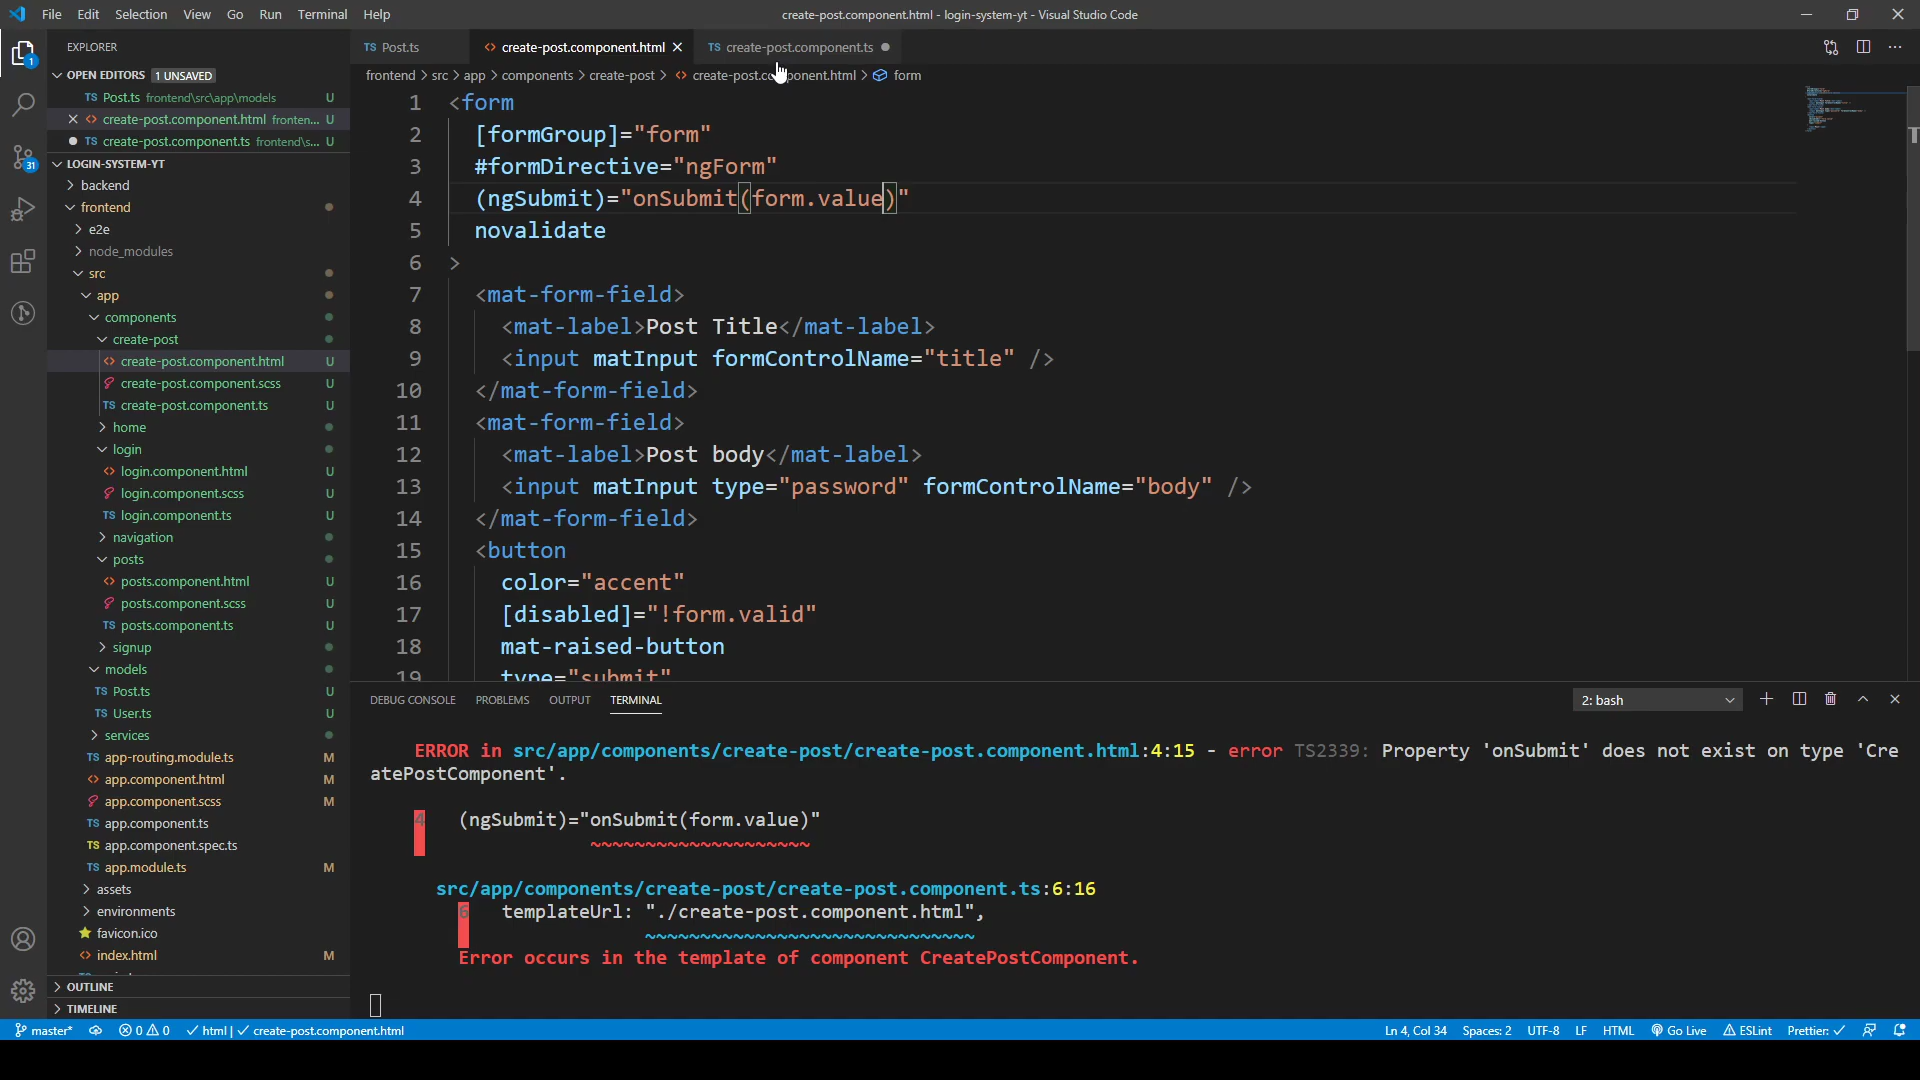 File Edit Selection View Go Run Terminal Help
create-post.component.html - login-system-yt - Visual Studio Code
EXPLORER
OPEN EDITORS 1 UNSAVED
TS Post.ts frontend\src\app\models U
create-post.component.html fronten... U
TS create-post.component.ts frontend\s... U
LOGIN-SYSTEM-YT
backend
frontend
e2e
node_modules
src
app
components
create-post
create-post.component.html U
create-post.component.scss U
TS create-post.component.ts U
home
login
login.component.html U
login.component.scss U
TS login.component.ts U
navigation
posts
posts.component.html U
posts.component.scss U
TS posts.component.ts U
signup
models
TS Post.ts U
TS User.ts U
services
TS app-routing.module.ts M
app.component.html M
app.component.scss M
TS app.component.ts
TS app.component.spec.ts
TS app.module.ts M
assets
environments
favicon.ico
index.html M
OUTLINE
TIMELINE
1
31
TS Post.ts
create-post.component.html
TS create-post.component.ts
frontend > src > app > components > create-post > create-post.component.html > form
1 <form
2 [formGroup]="form"
3 #formDirective="ngForm"
4 (ngSubmit)="onSubmit(form.value)"
5 novalidate
6 >
7 <mat-form-field>
8 <mat-label>Post Title</mat-label>
9 <input matInput formControlName="title" />
10 </mat-form-field>
11 <mat-form-field>
12 <mat-label>Post body</mat-label>
13 <input matInput type="password" formControlName="body" />
14 </mat-form-field>
15 <button
16 color="accent"
17 [disabled]="!form.valid"
18 mat-raised-button
19 type="submit"
DEBUG CONSOLE PROBLEMS OUTPUT TERMINAL
2: bash
ERROR in src/app/components/create-post/create-post.component.html:4:15 - error TS2339: Property 'onSubmit' does not exist on type 'Cre
atePostComponent'.
4 (ngSubmit)="onSubmit(form.value)"
~~~~~~~~~~~~~~~~~~~~
src/app/components/create-post/create-post.component.ts:6:16
6 templateUrl: "./create-post.component.html",
~~~~~~~~~~~~~~~~~~~~~~~~~~~~~~
Error occurs in the template of component CreatePostComponent.
master* 0 0 html | create-post.component.html
Ln 4, Col 34 Spaces: 2 UTF-8 LF HTML Go Live ESLint Prettier: